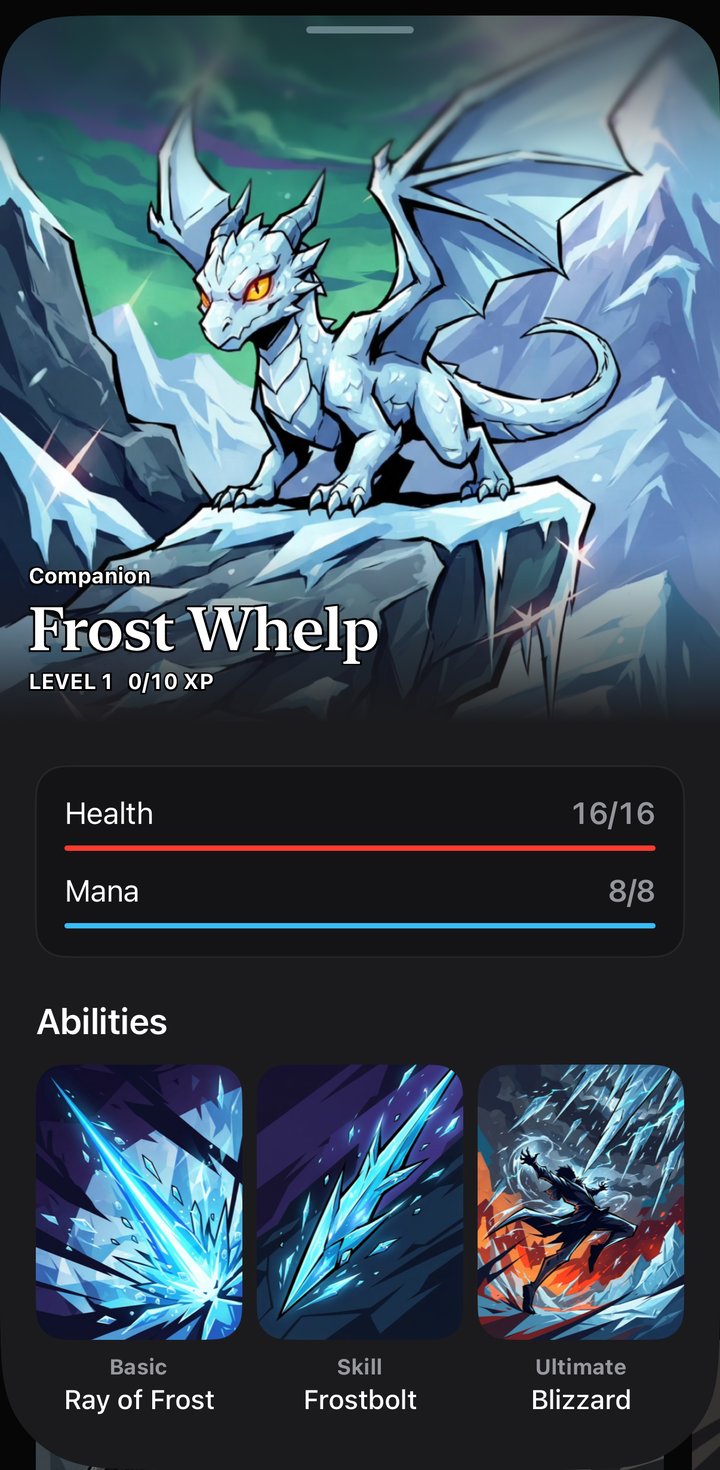 Companion
Frost Whelp
LEVEL 1 0/10 XP
Health 16/16
Mana 8/8
Abilities
Basic Skill Ultimate
Ray of Frost Frostbolt Blizzard